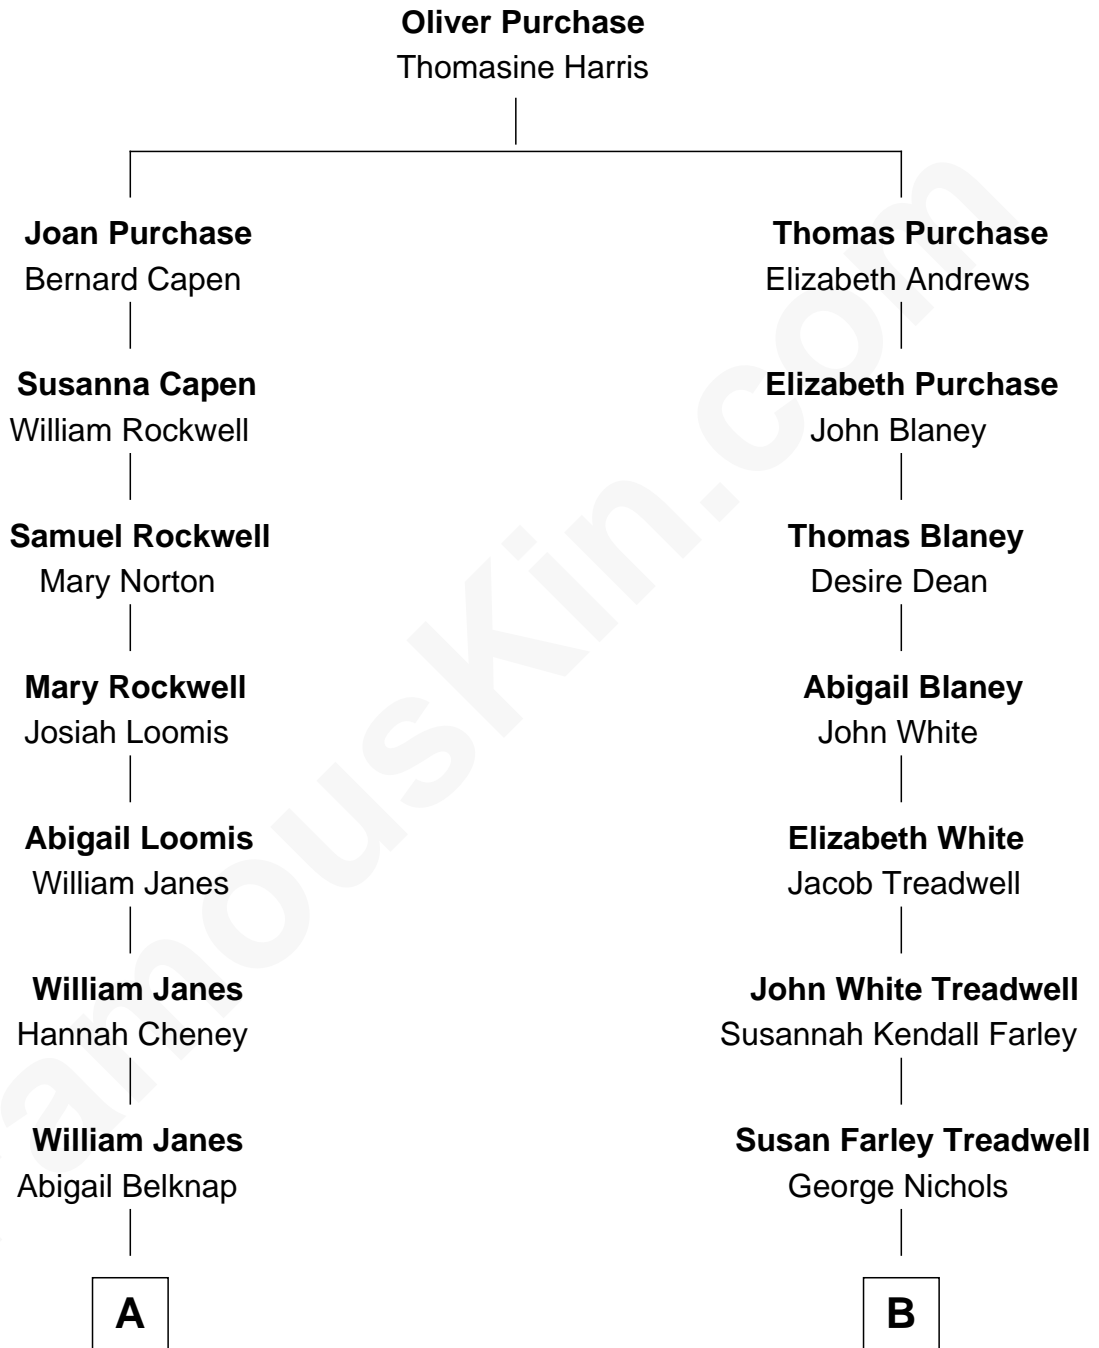 Oliver Purchase
Thomasine Harris
Joan Purchase
Bernard Capen
Thomas Purchase
Elizabeth Andrews
Susanna Capen
William Rockwell
Elizabeth Purchase
John Blaney
Samuel Rockwell
Mary Norton
Thomas Blaney
Desire Dean
Mary Rockwell
Josiah Loomis
Abigail Blaney
John White
Abigail Loomis
William Janes
Elizabeth White
Jacob Treadwell
William Janes
Hannah Cheney
John White Treadwell
Susannah Kendall Farley
William Janes
Abigail Belknap
Susan Farley Treadwell
George Nichols
A
B
amouskin.com